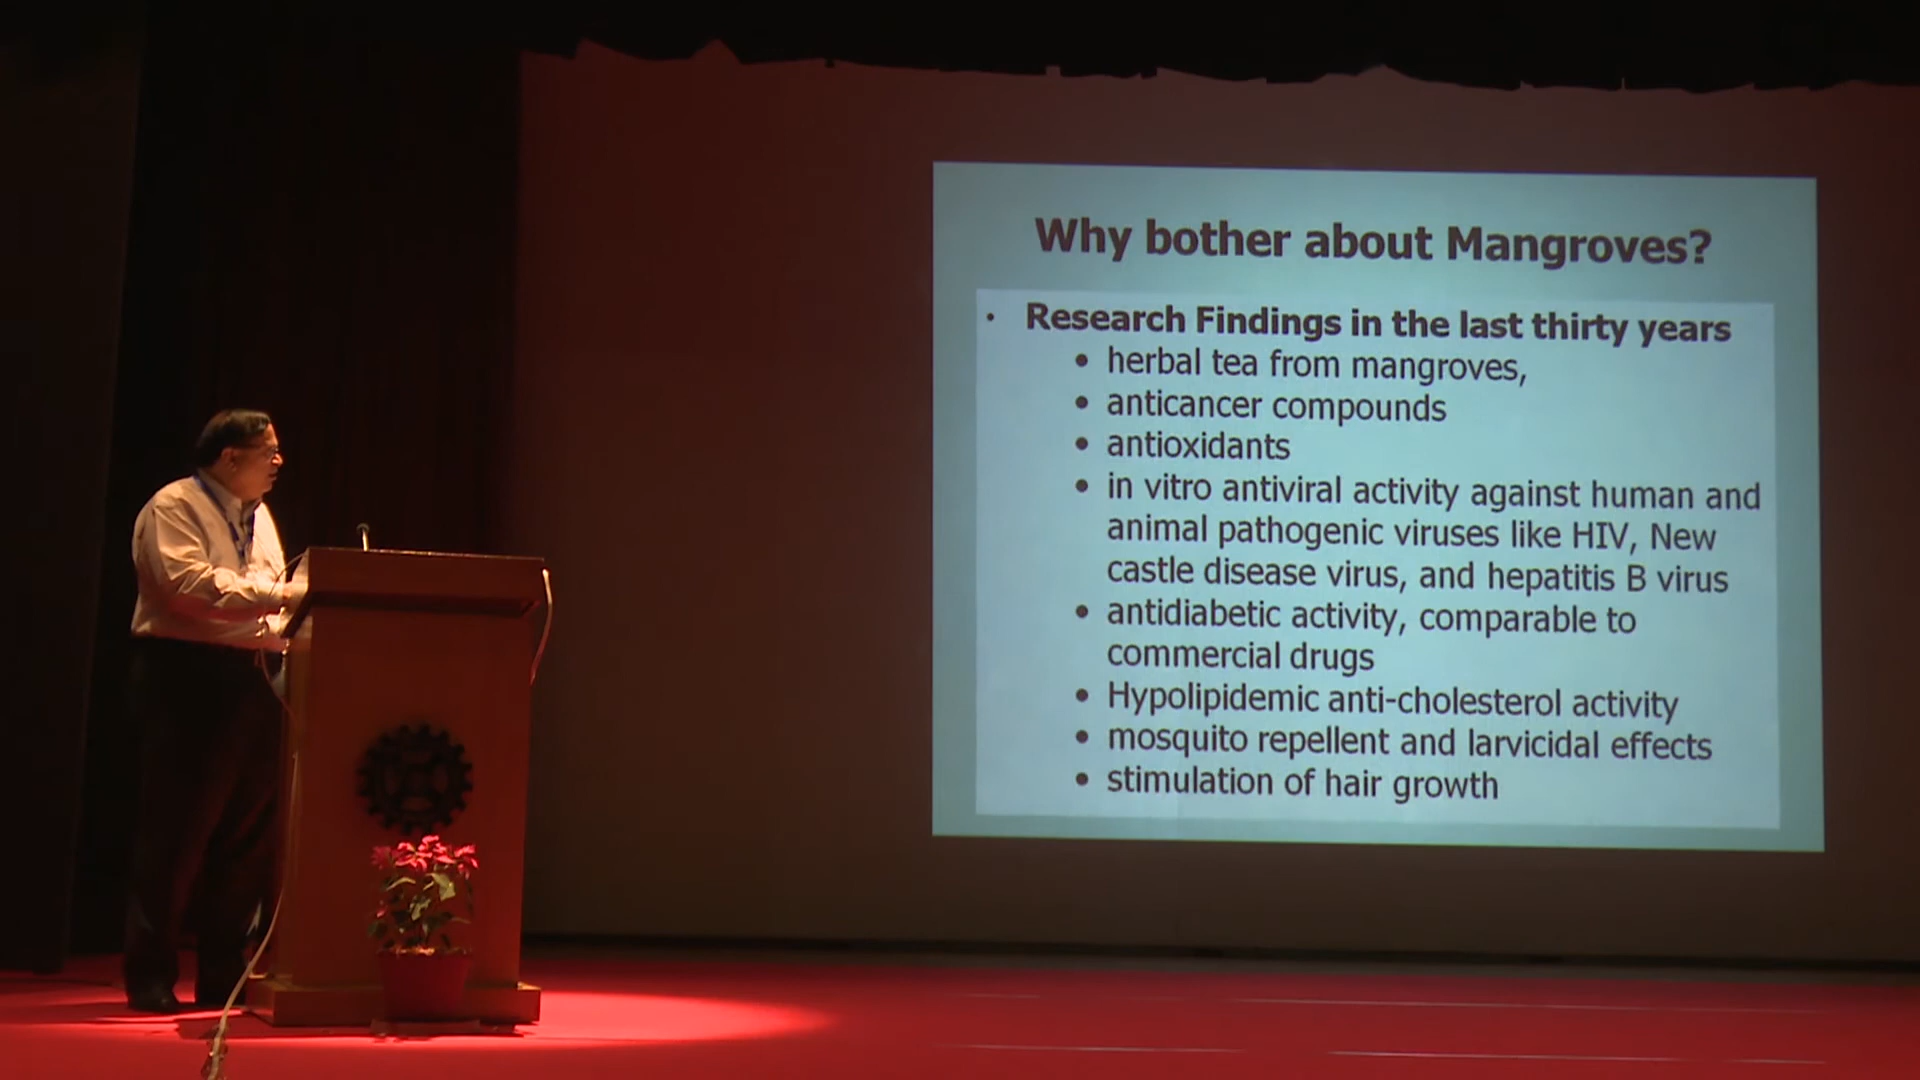 Why bother about Mangroves?
• Research Findings in the last thirty years
• herbal tea from mangroves,
• anticancer compounds
• antioxidants
• in vitro antiviral activity against human and
animal pathogenic viruses like HIV, New
castle disease virus, and hepatitis B virus
• antidiabetic activity, comparable to
commercial drugs
• Hypolipidemic anti-cholesterol activity
• mosquito repellent and larvicidal effects
• stimulation of hair growth